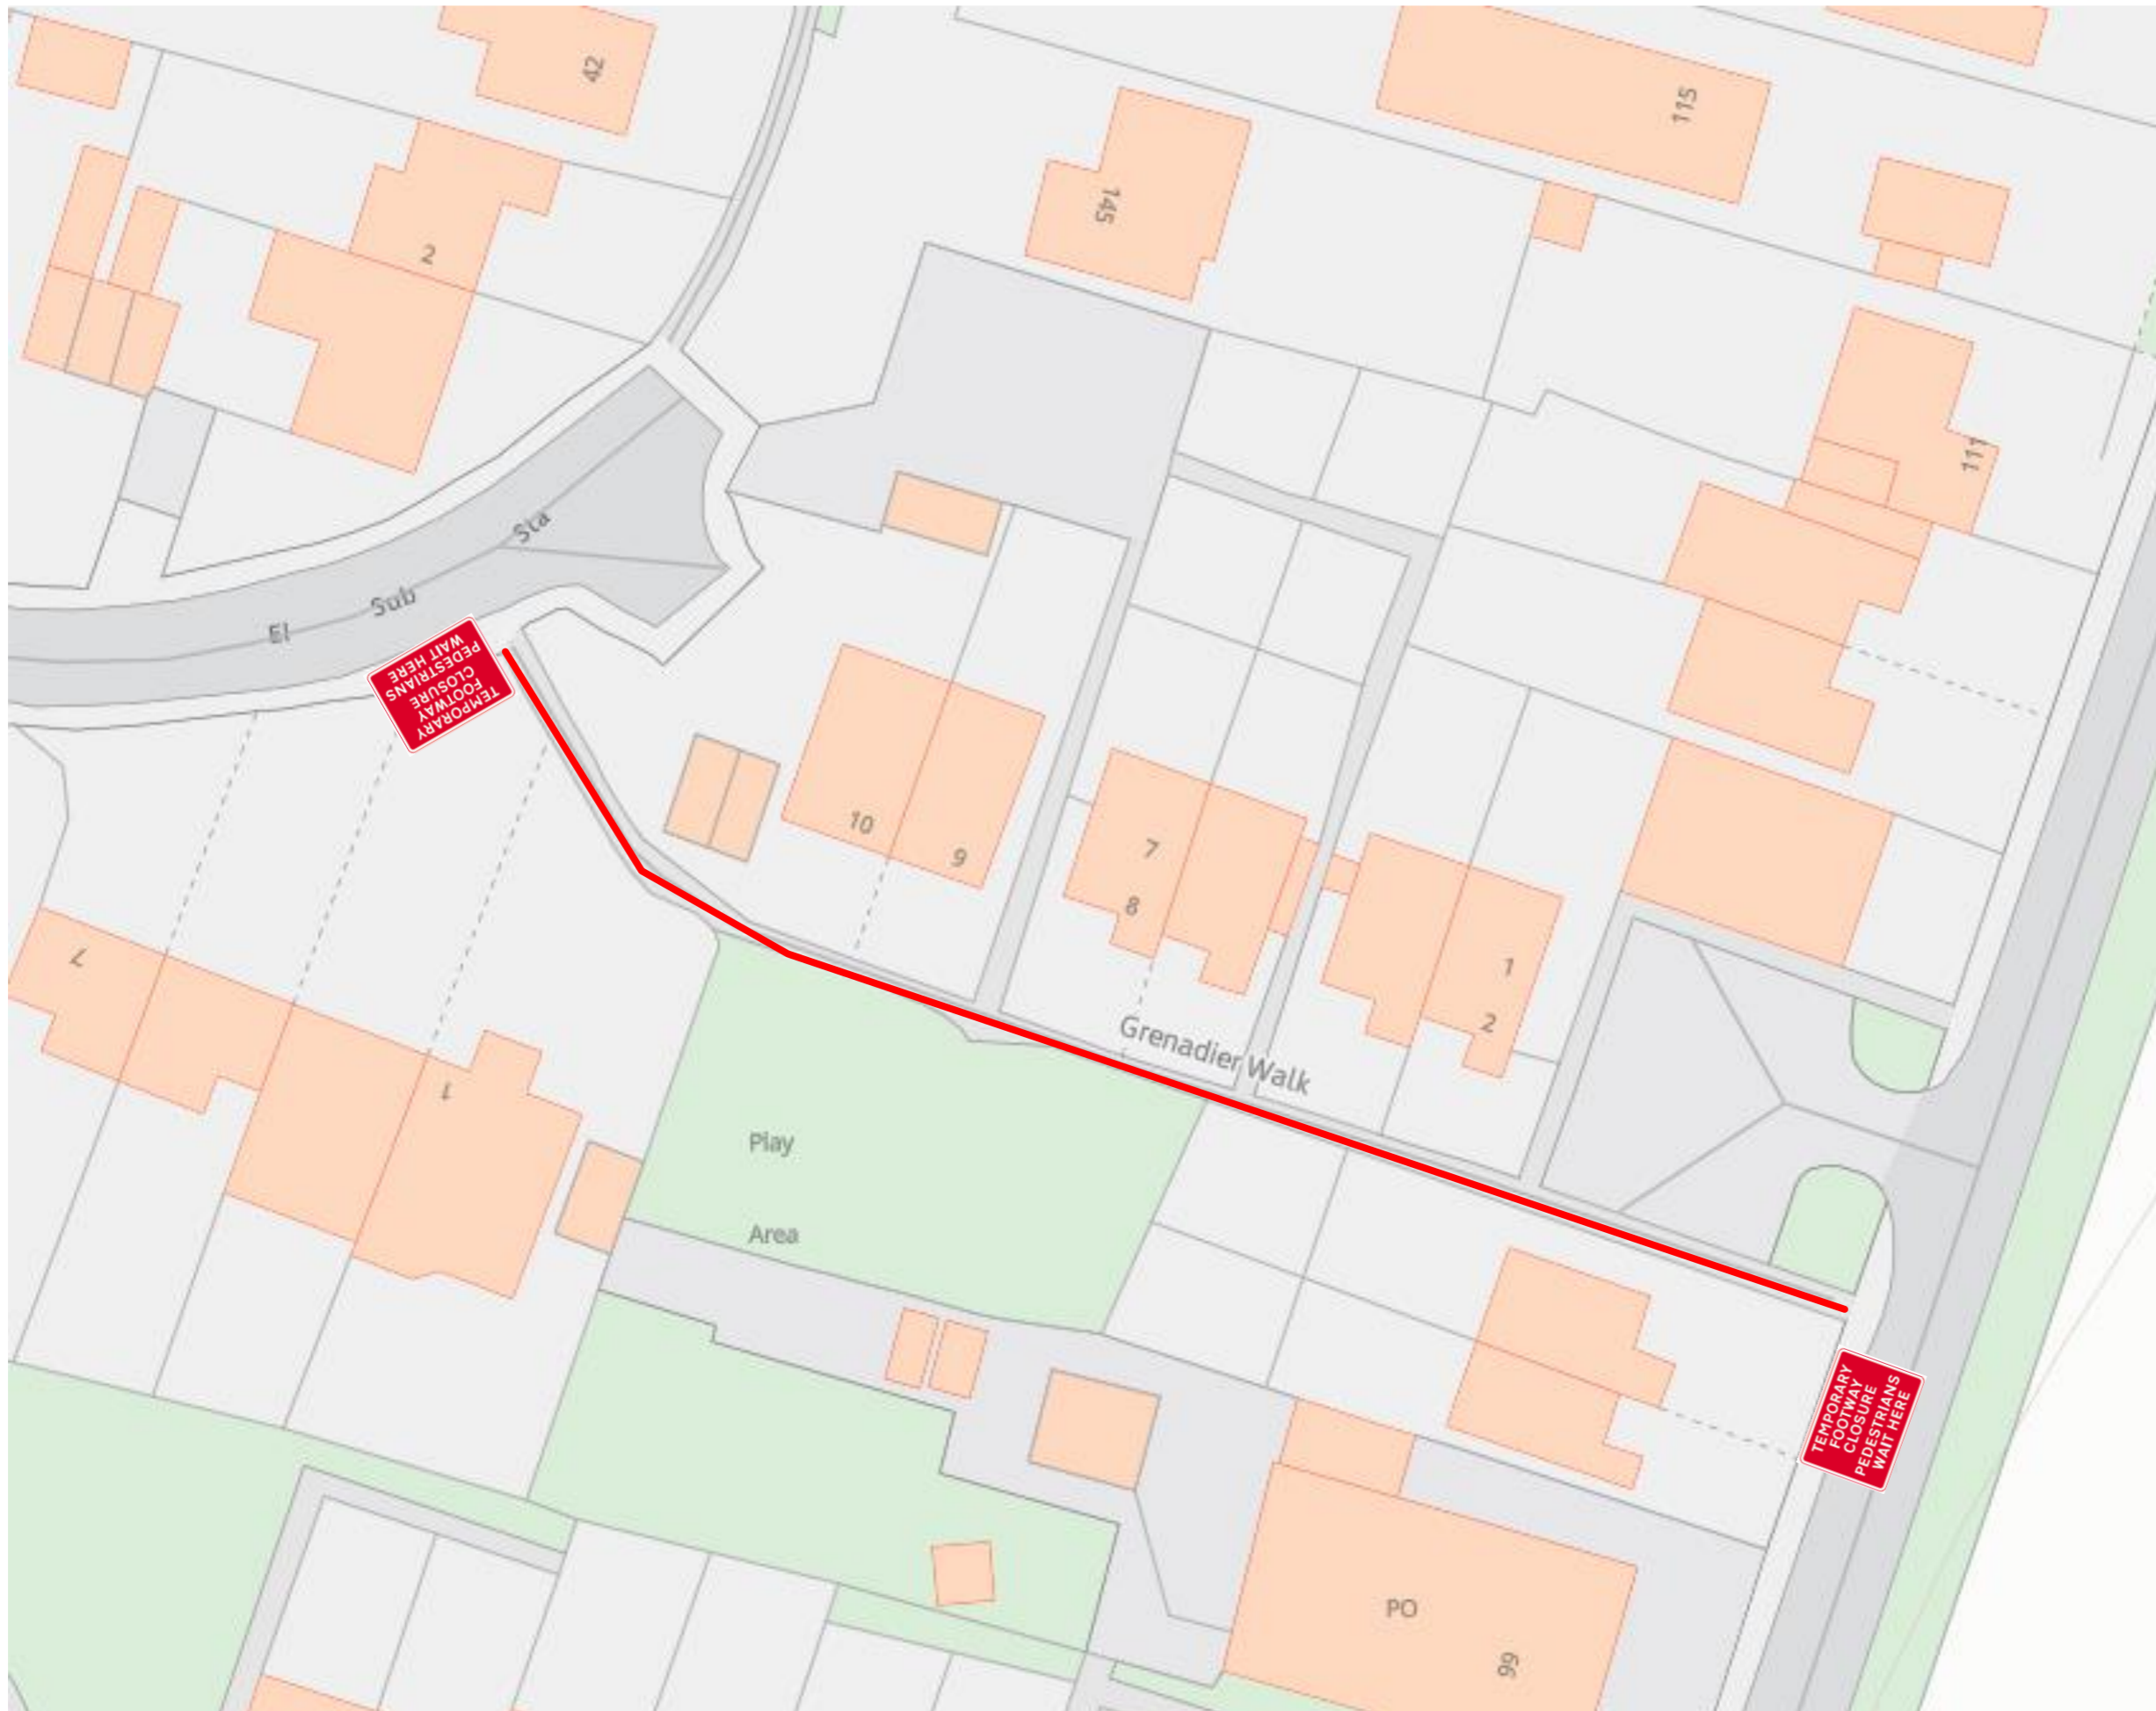 42
115
145
2
111
Sta
Sub
El
TEMPORARY
FOOTWAY
CLOSURE
PEDESTRIANS
WAIT HERE
10
9
7
8
1
2
7
1
Grenadier Walk
Play
Area
TEMPORARY
FOOTWAY
CLOSURE
PEDESTRIANS
WAIT HERE
PO
99